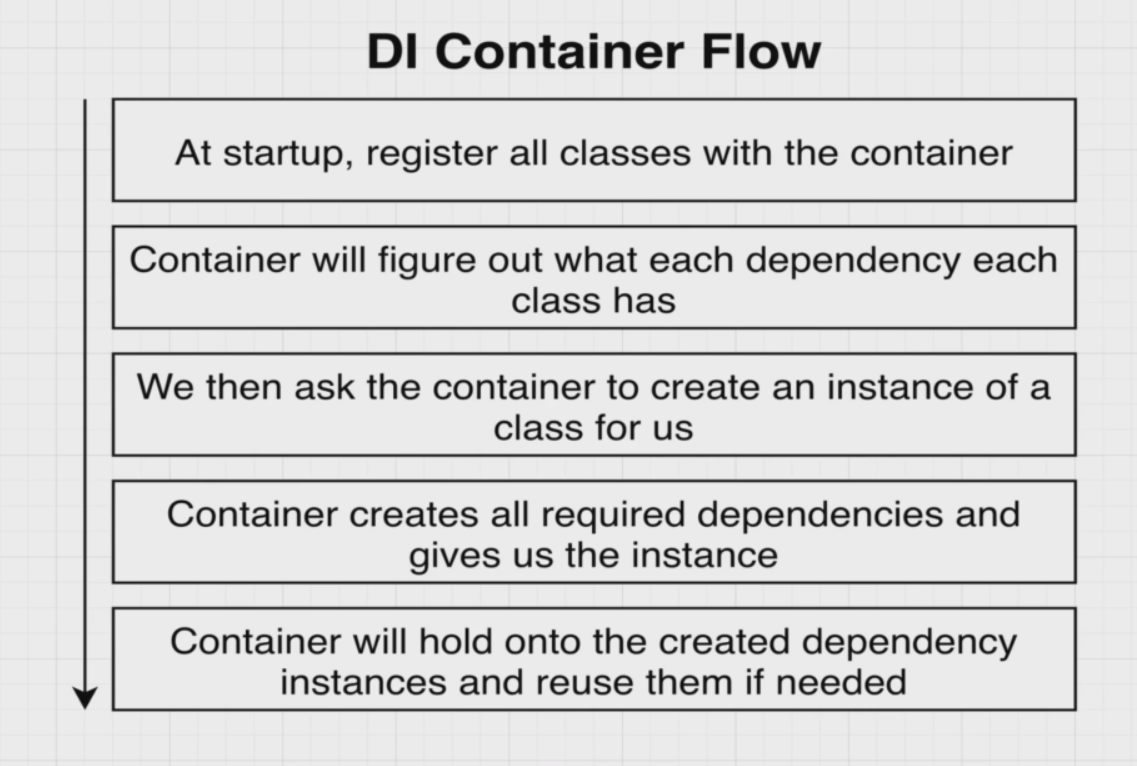 DI Container Flow
At startup, register all classes with the container
Container will figure out what each dependency each
class has
We then ask the container to create an instance of a
class for us
Container creates all required dependencies and
gives us the instance
Container will hold onto the created dependency
instances and reuse them if needed